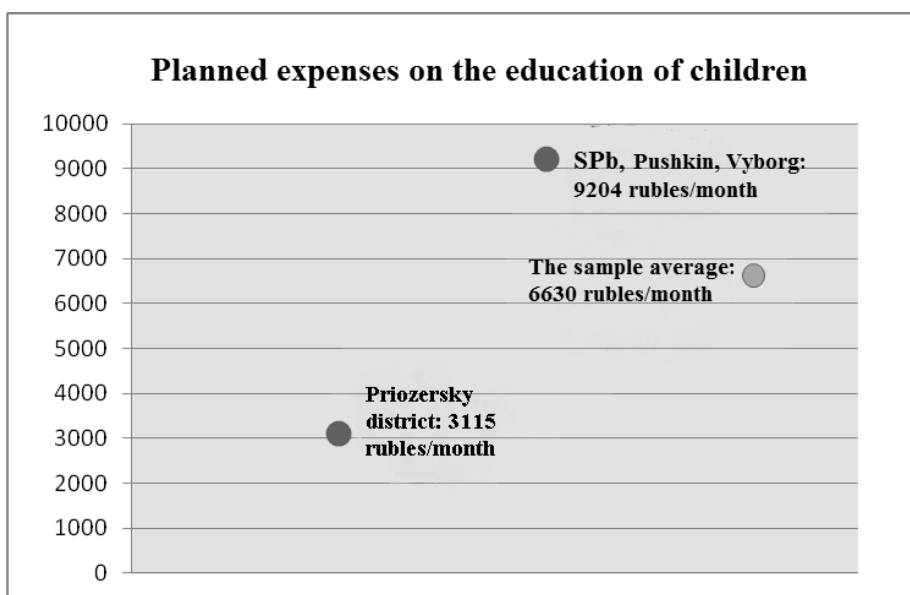 Planned expenses on the education of children
10000
9000
8000
7000
6000
5000
4000
3000
2000
1000
0
SPb, Pushkin, Vyborg:
9204 rubles/month
The sample average:
6630 rubles/month
Priozersky
district: 3115
rubles/month